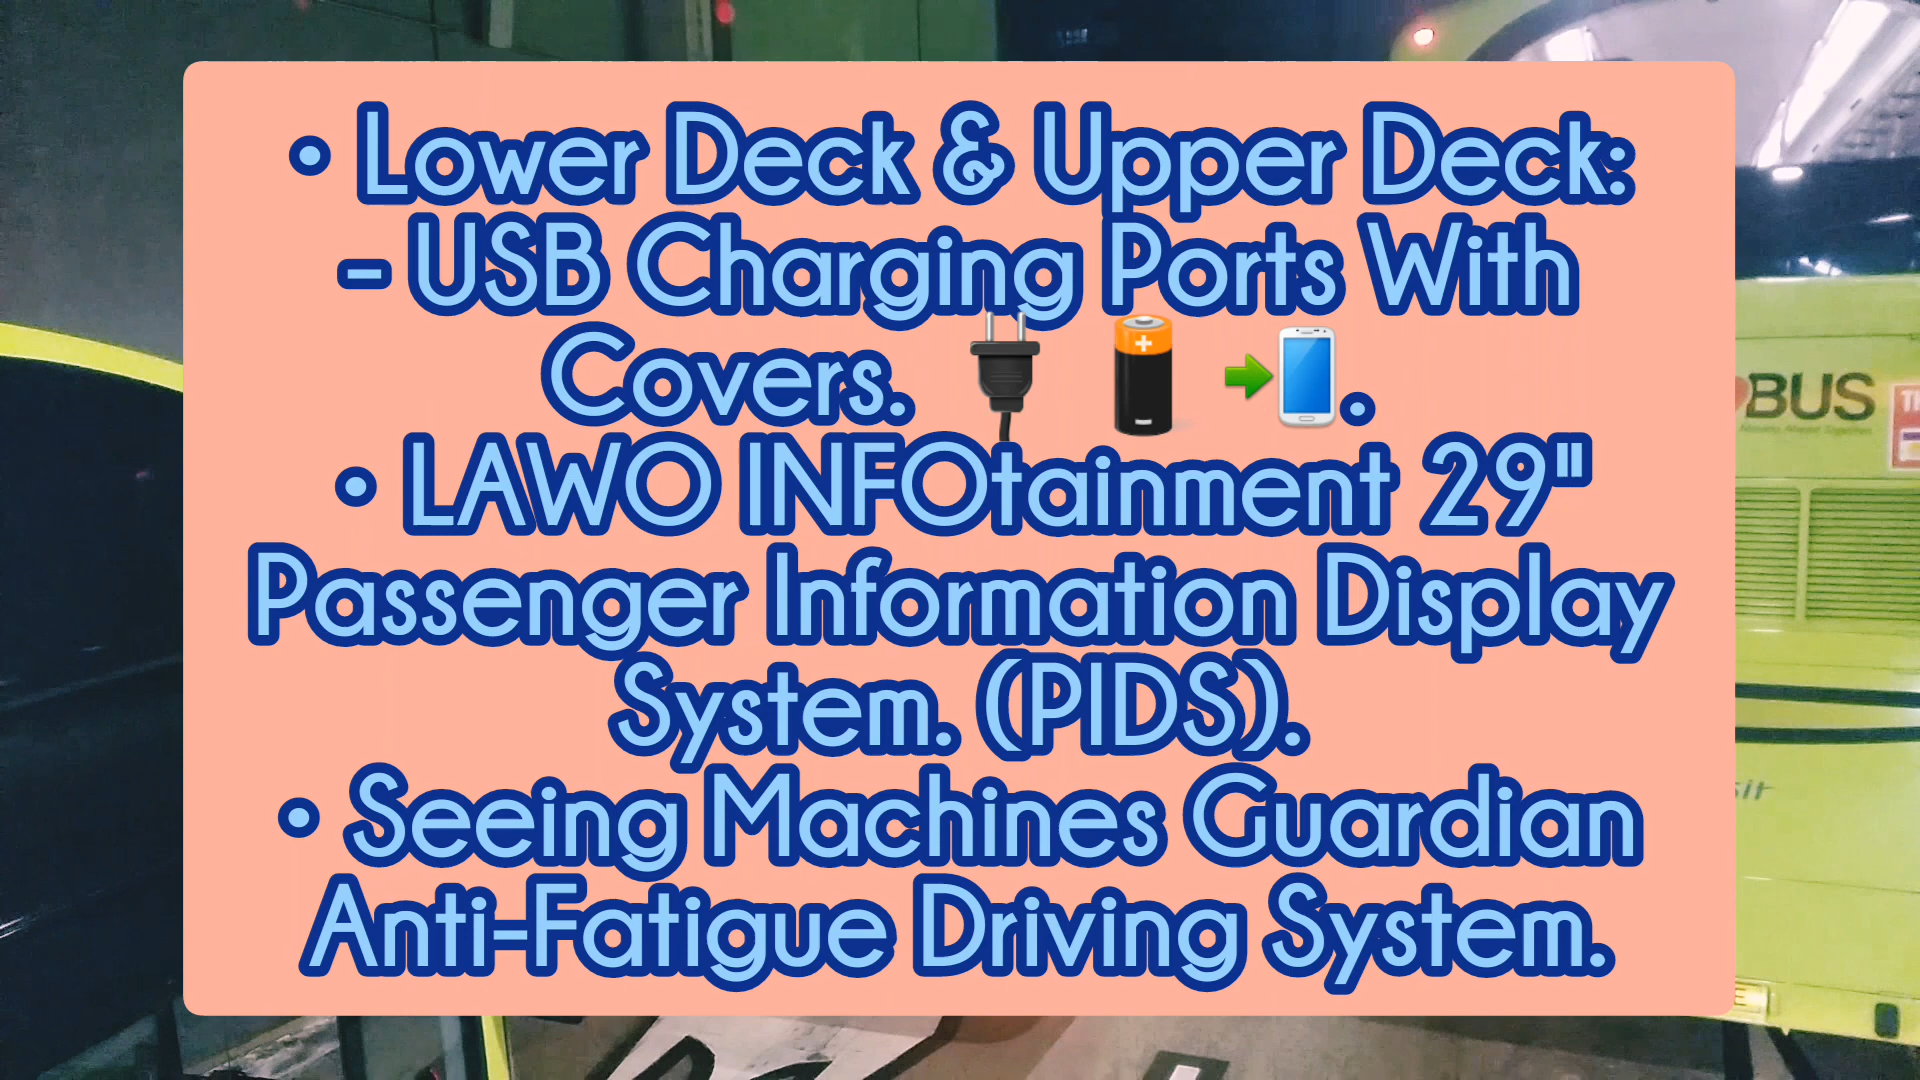 • Lower Deck & Upper Deck:
- USB Charging Ports With
Covers. 🔌 🔋 📲.
• LAWO INFOtainment 29"
Passenger Information Display
System. (PIDS).
• Seeing Machines Guardian
Anti-Fatigue Driving System.
BUS